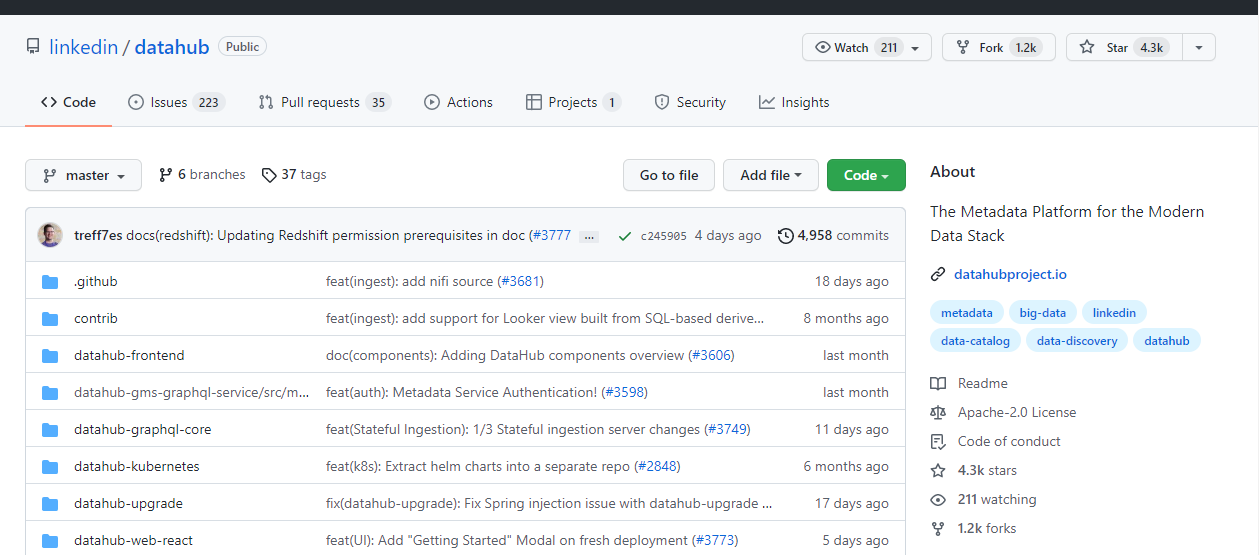 linkedin / datahub Public Watch 211 Fork 1.2k Star 4.3k
Code Issues 223 Pull requests 35 Actions Projects 1 Security Insights
master 6 branches 37 tags Go to file Add file Code
treff7es docs(redshift): Updating Redshift permission prerequisites in doc (#3777 ... c245905 4 days ago 4,958 commits
.github feat(ingest): add nifi source (#3681) 18 days ago
contrib feat(ingest): add support for Looker view built from SQL-based derive... 8 months ago
datahub-frontend doc(components): Adding DataHub components overview (#3606) last month
datahub-gms-graphql-service/src/m... feat(auth): Metadata Service Authentication! (#3598) last month
datahub-graphql-core feat(Stateful Ingestion): 1/3 Stateful ingestion server changes (#3749) 11 days ago
datahub-kubernetes feat(k8s): Extract helm charts into a separate repo (#2848) 6 months ago
datahub-upgrade fix(datahub-upgrade): Fix Spring injection issue with datahub-upgrade ... 17 days ago
datahub-web-react feat(UI): Add "Getting Started" Modal on fresh deployment (#3773) 5 days ago
About
The Metadata Platform for the Modern
Data Stack
datahubproject.io
metadata big-data linkedin
data-catalog data-discovery datahub
Readme
Apache-2.0 License
Code of conduct
4.3k stars
211 watching
1.2k forks